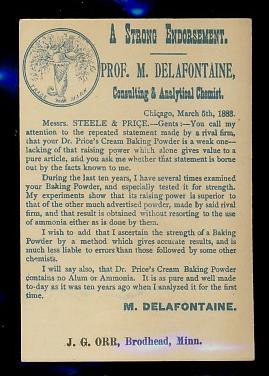 A Strong Endorsement.
PROF. M. DELAFONTAINE,
Consulting & Analytical Chemist.
TRADE MARK
Chicago, March 5th, 1888.
Messrs. STEELE & PRICE.—Gents:—You call my
attention to the repeated statement made by a rival firm,
that your Dr. Price's Cream Baking Powder is a weak one—
lacking of that raising power which alone gives value to a
pure article, and you ask me whether that statement is borne
out by the facts known to me.
During the last ten years, I have several times examined
your Baking Powder, and especially tested it for strength.
My experiments show that its raising power is superior to
that of the other much advertised powder, made by said rival
firm, and that result is obtained without resorting to the use
of ammonia either as is done by them.
I wish to add that I ascertain the strength of a Baking
Powder by a method which gives accurate results, and is
much less liable to errors than those followed by some other
chemists.
I will say also, that Dr. Price's Cream Baking Powder
contains no Alum or Ammonia. It is as pure and well made
to-day as it was ten years ago when I analyzed it for the first
time.
M. DELAFONTAINE.
J. G. ORR, Brodhead, Minn.